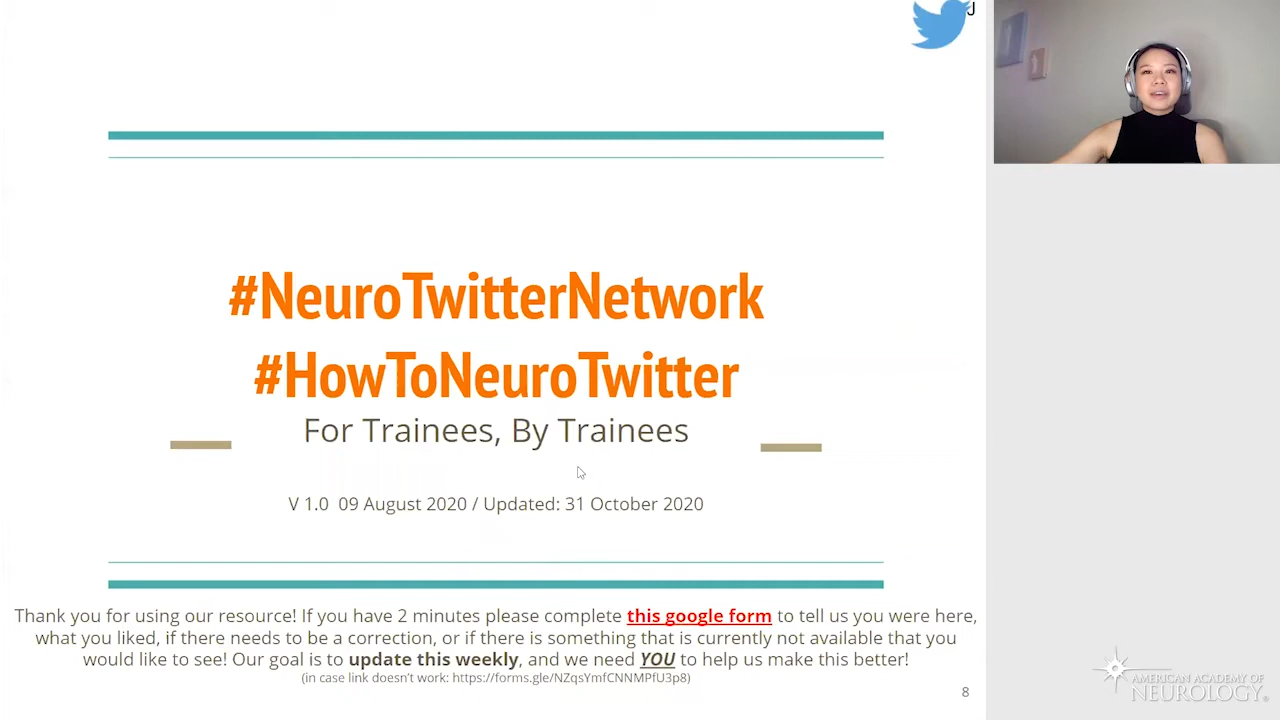 J
#NeuroTwitterNetwork
#HowToNeuroTwitter
For Trainees, By Trainees
V 1.0 09 August 2020 / Updated: 31 October 2020
Thank you for using our resource! If you have 2 minutes please complete this google form to tell us you were here,
what you liked, if there needs to be a correction, or if there is something that is currently not available that you
would like to see! Our goal is to update this weekly, and we need YOU to help us make this better!
(in case link doesn't work: https://forms.gle/NZqsYmfCNNMPfU3p8)
8
AMERICAN ACADEMY OF
NEUROLOGY®